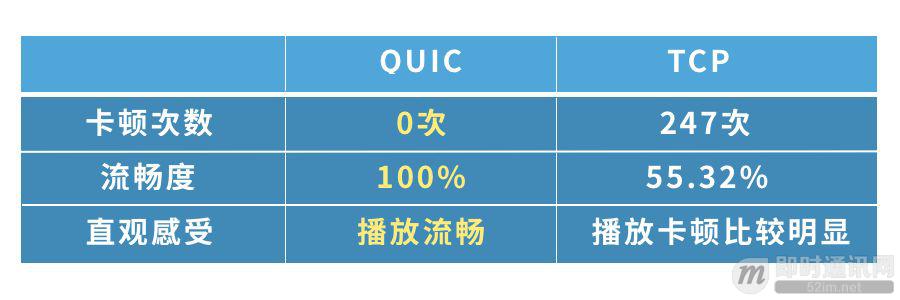 QUIC TCP
卡顿次数 0次 247次
流畅度 100% 55.32%
直观感受 播放流畅 播放卡顿比较明显
即时通讯网
52im.net